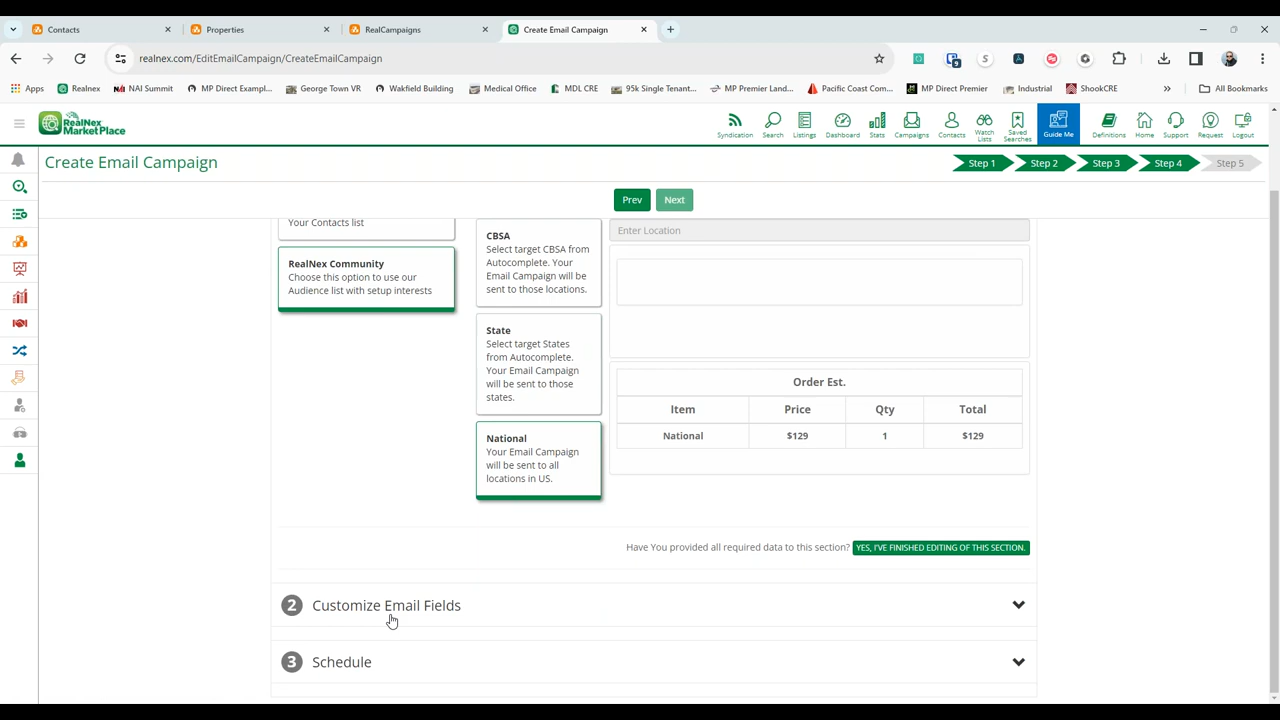 Contacts
Properties
RealCampaigns
Create Email Campaign
realnex.com/EditEmailCampaign/CreateEmailCampaign
Apps
Realnex
NAI Summit
MP Direct Exampl...
George Town VR
Wakfield Building
Medical Office
MDL CRE
95k Single Tenant...
MP Premier Land...
Pacific Coast Com...
MP Direct Premier
Industrial
ShookCRE
»
All Bookmarks
RealNex
MARKETPLACE
Syndication
Search
Listings
Dashboard
Stats
Campaigns
Contacts
Watch
Lists
Saved
Searches
Guide Me
Definitions
Home
Support
Request
Logout
Create Email Campaign
Step 1
Step 2
Step 3
Step 4
Step 5
Prev
Next
Your Contacts list
RealNex Community
Choose this option to use our
Audience list with setup interests
CBSA
Select target CBSA from
Autocomplete. Your
Email Campaign will be
sent to those locations.
State
Select target States
from Autocomplete.
Your Email Campaign
will be sent to those
states.
National
Your Email Campaign
will be sent to all
locations in US.
Enter Location
Order Est.
Item Price Qty Total
National $129 1 $129
Have You provided all required data to this section? YES, I'VE FINISHED EDITING OF THIS SECTION.
2 Customize Email Fields
3 Schedule